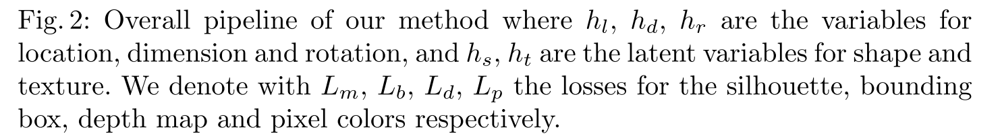 Fig. 2: Overall pipeline of our method where $h_l$, $h_d$, $h_r$ are the variables for
location, dimension and rotation, and $h_s$, $h_t$ are the latent variables for shape and
texture. We denote with $L_m$, $L_b$, $L_d$, $L_p$ the losses for the silhouette, bounding
box, depth map and pixel colors respectively.